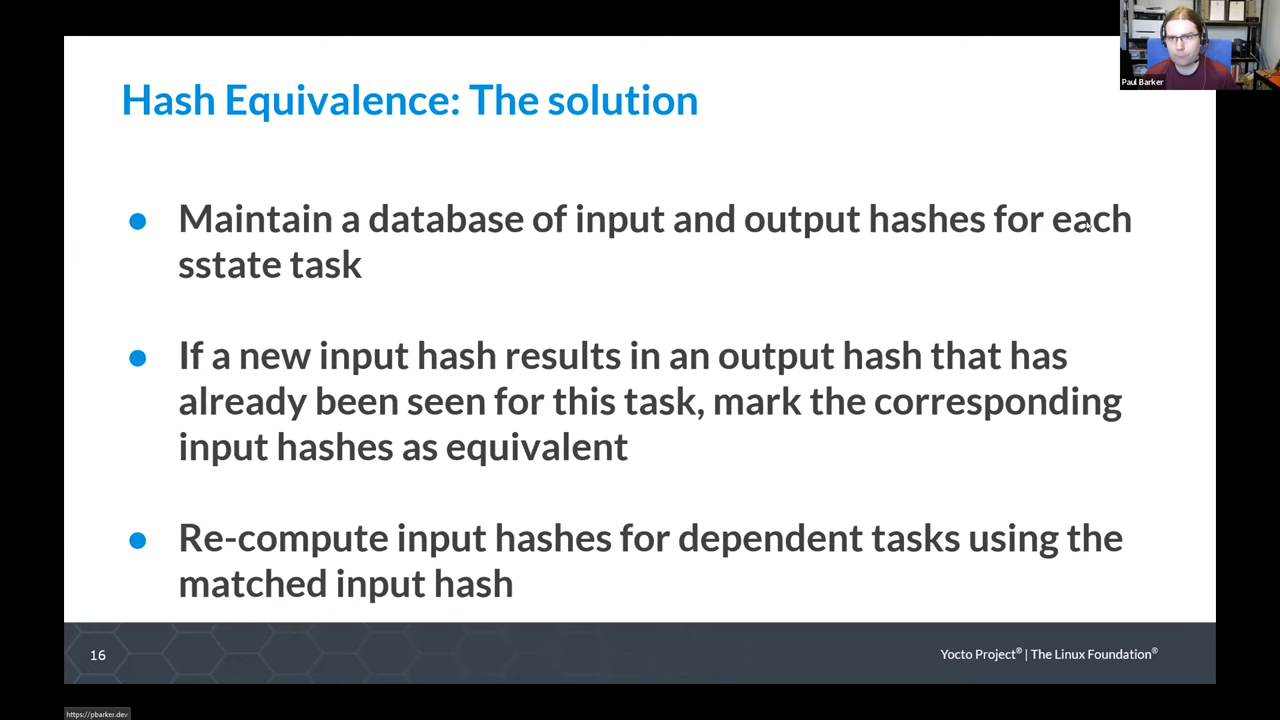 Paul Barker
Hash Equivalence: The solution
● Maintain a database of input and output hashes for each
sstate task
● If a new input hash results in an output hash that has
already been seen for this task, mark the corresponding
input hashes as equivalent
● Re-compute input hashes for dependent tasks using the
matched input hash
16
Yocto Project® | The Linux Foundation®
https://pbarker.dev